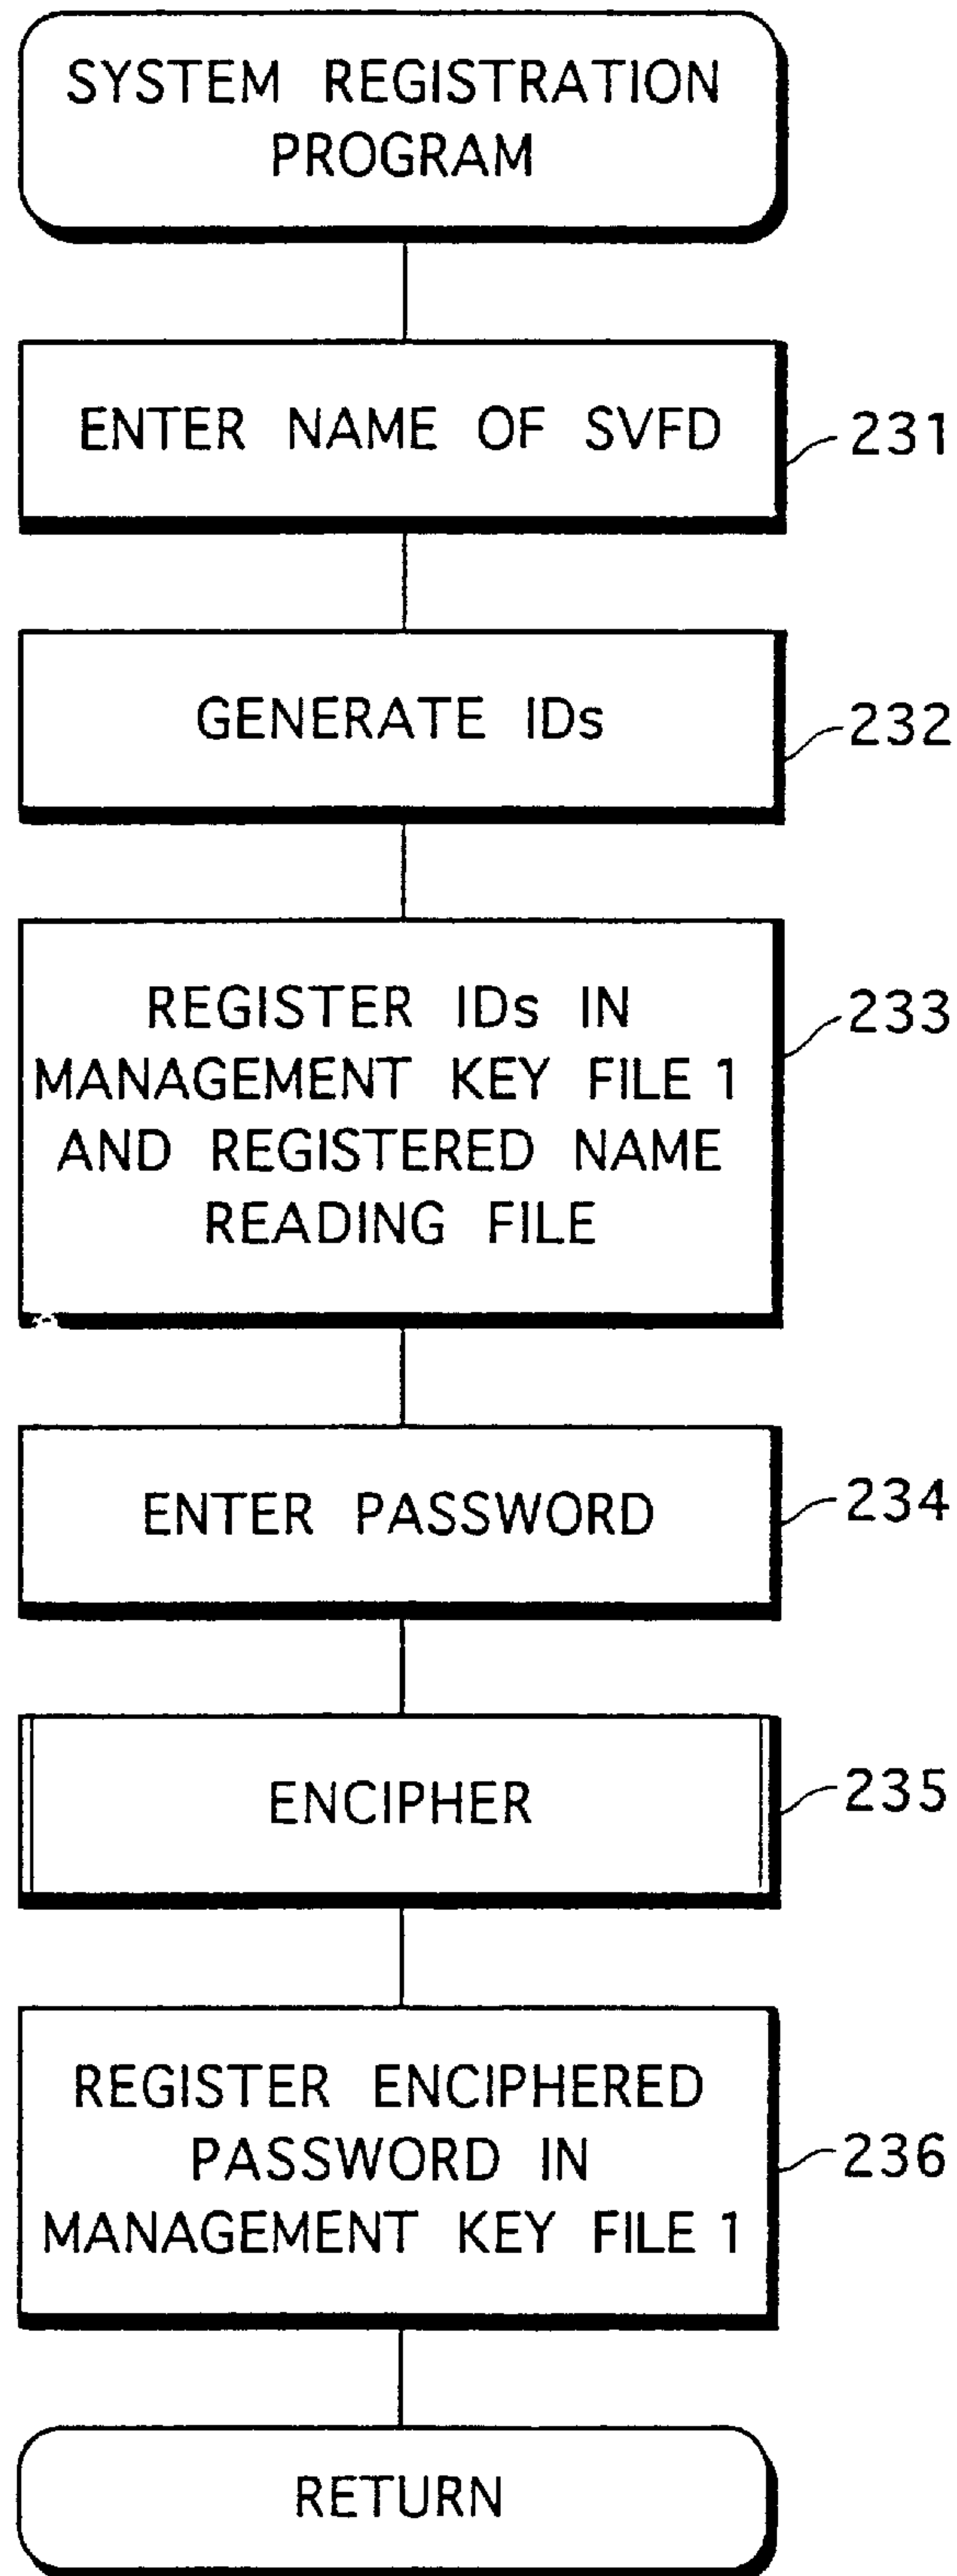 SYSTEM REGISTRATION
PROGRAM
ENTER NAME OF SVFD
231
GENERATE IDs
232
REGISTER IDs IN
MANAGEMENT KEY FILE 1
AND REGISTERED NAME
READING FILE
233
ENTER PASSWORD
234
ENCIPHER
235
REGISTER ENCIPHERED
PASSWORD IN
MANAGEMENT KEY FILE 1
236
RETURN